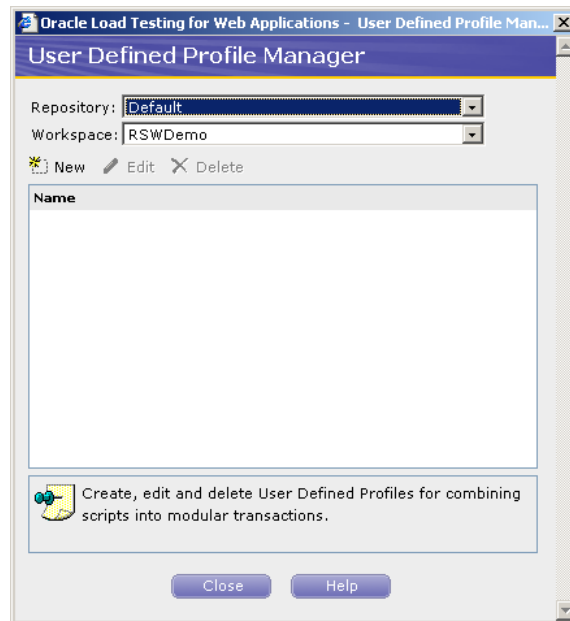 Oracle Load Testing for Web Applications - User Defined Profile Man...
User Defined Profile Manager
Repository: Default
Workspace: RSWDemo
New Edit Delete
Name
Create, edit and delete User Defined Profiles for combining
scripts into modular transactions.
Close Help